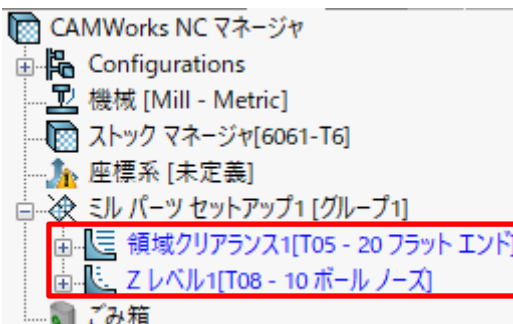 CAMWorks NC マネージャ
Configurations
機械 [Mill - Metric]
ストック マネージャ[6061-T6]
座標系 [未定義]
ミル パーツ セットアップ1 [グループ1]
領域クリアランス1[T05 - 20 フラット エンド]
Z レベル1[T08 - 10 ボール ノーズ]
ごみ箱